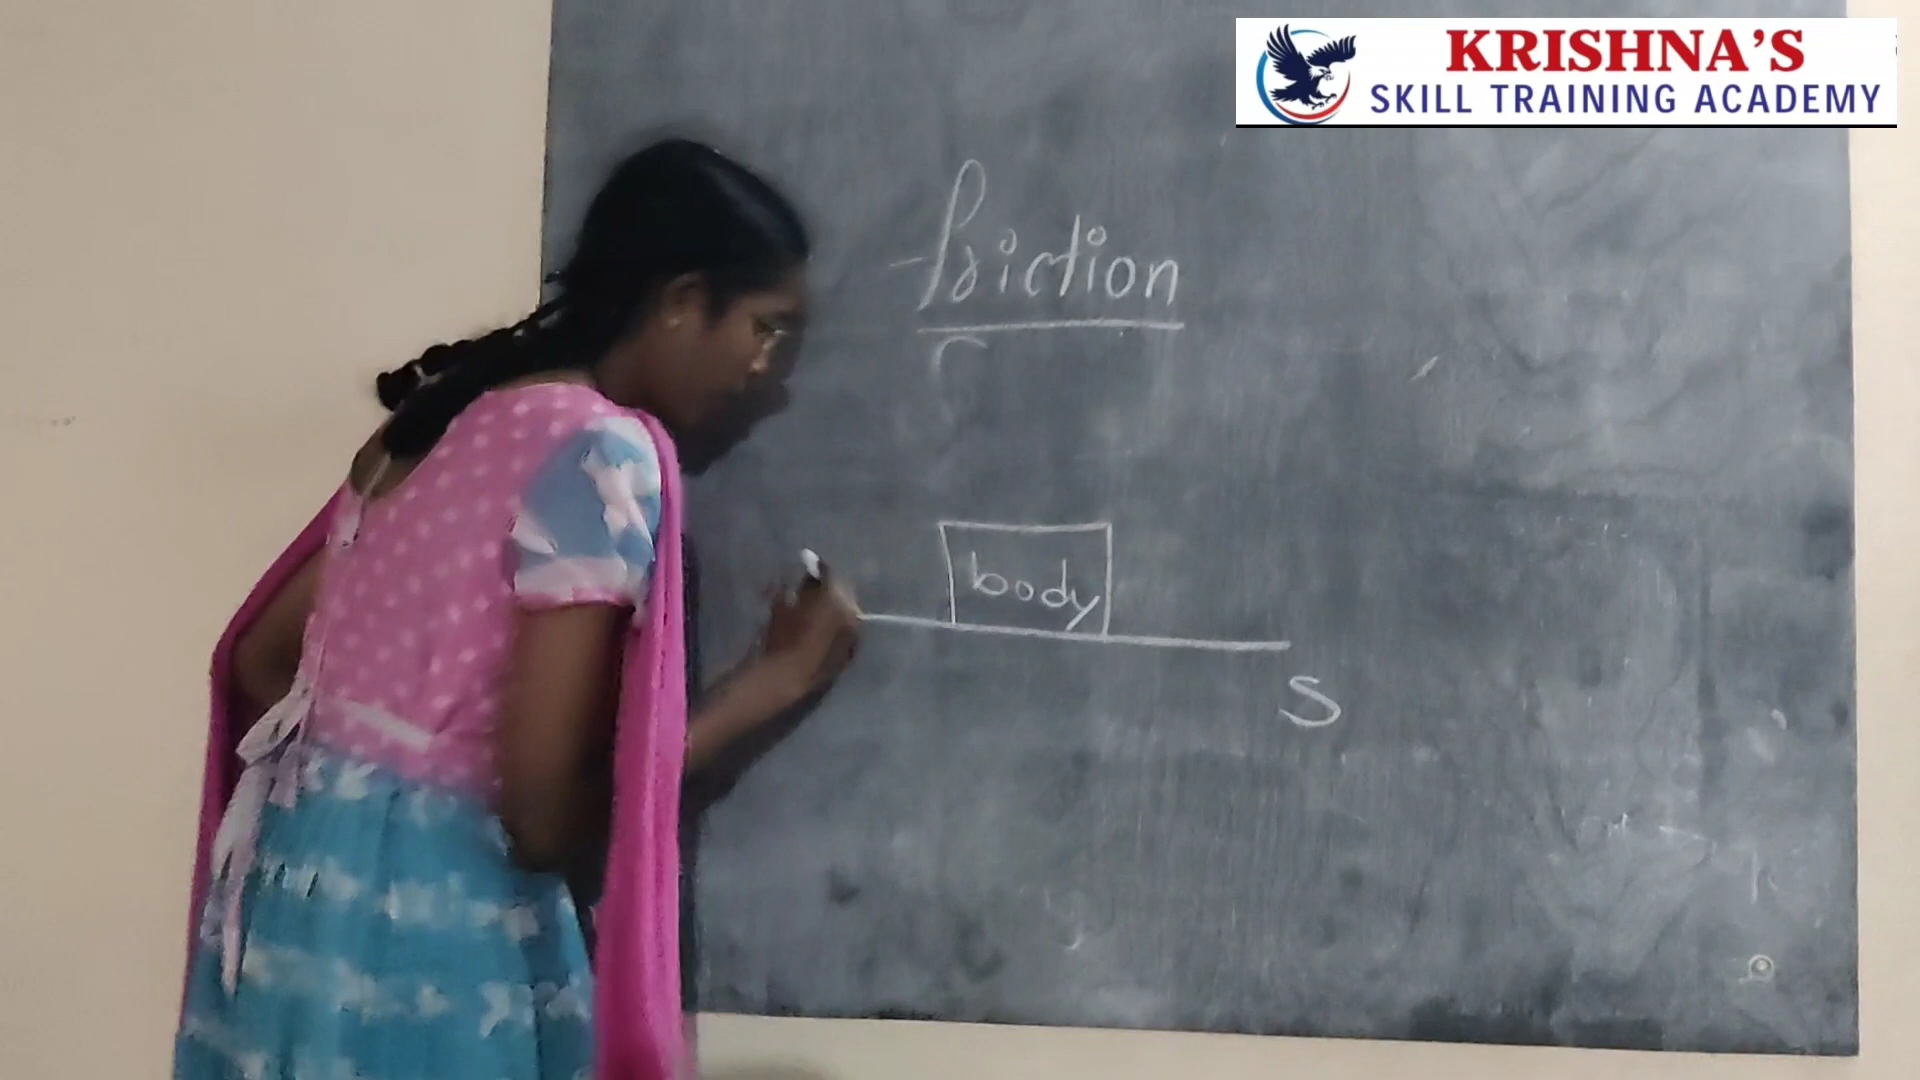 KRISHNA'S
SKILL TRAINING ACADEMY
friction
body
S